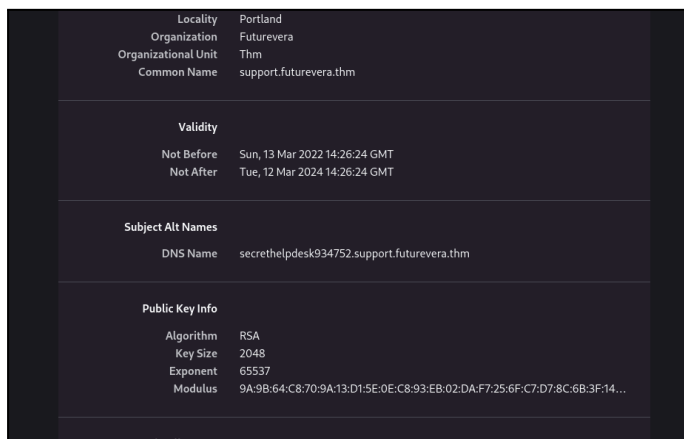 Locality Portland
Organization Futurevera
Organizational Unit Thm
Common Name support.futurevera.thm
Validity
Not Before Sun, 13 Mar 2022 14:26:24 GMT
Not After Tue, 12 Mar 2024 14:26:24 GMT
Subject Alt Names
DNS Name secrethelpdesk934752.support.futurevera.thm
Public Key Info
Algorithm RSA
Key Size 2048
Exponent 65537
Modulus 9A:9B:64:C8:70:9A:13:D1:5E:0E:C8:93:EB:02:DA:F7:25:6F:C7:D7:8C:6B:3F:14...